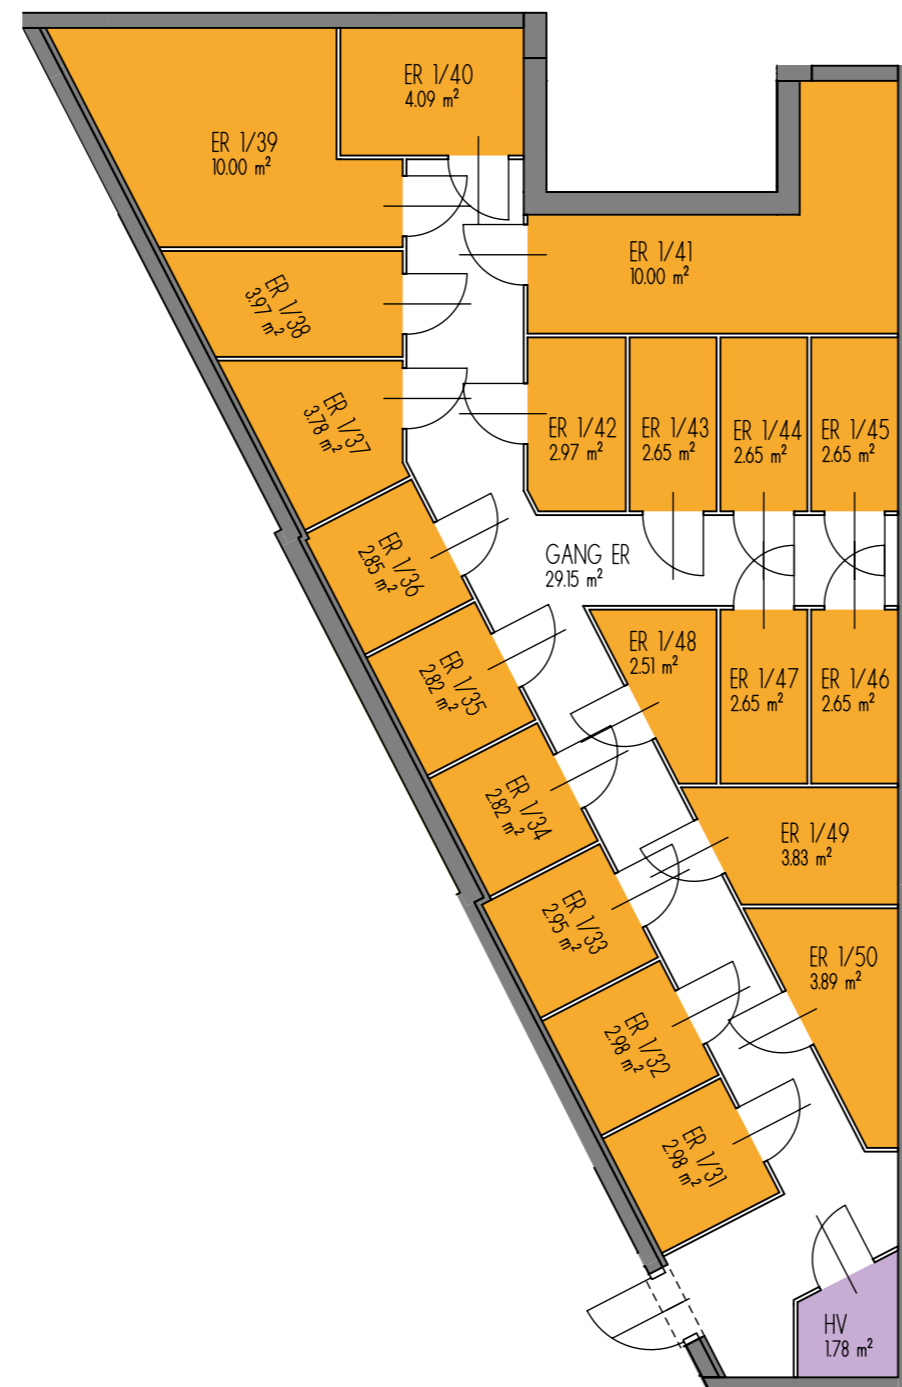 ER 1/40
4.09 m²
ER 1/39
10.00 m²
ER 1/41
10.00 m²
ER 1/38
3.97 m²
ER 1/37
3.78 m²
ER 1/42
2.97 m²
ER 1/43
2.65 m²
ER 1/44
2.65 m²
ER 1/45
2.65 m²
ER 1/36
2.85 m²
GANG ER
29.15 m²
ER 1/35
2.82 m²
ER 1/48
2.51 m²
ER 1/47
2.65 m²
ER 1/46
2.65 m²
ER 1/34
2.82 m²
ER 1/49
3.83 m²
ER 1/33
2.95 m²
ER 1/50
3.89 m²
ER 1/32
2.98 m²
ER 1/31
2.98 m²
HV
1.78 m²